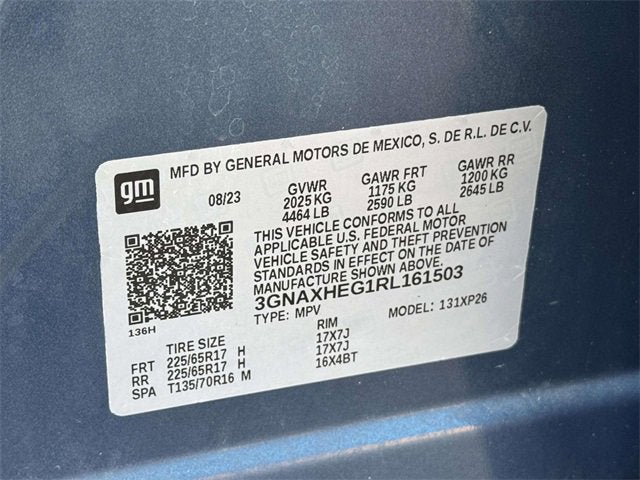 gm
MFD BY GENERAL MOTORS DE MEXICO, S. DE R.L. DE C.V.
08/23 GVWR GAWR FRT GAWR RR
2025 KG 1175 KG 1200 KG
4464 LB 2590 LB 2645 LB
THIS VEHICLE CONFORMS TO ALL
APPLICABLE U.S. FEDERAL MOTOR
VEHICLE SAFETY AND THEFT PREVENTION
STANDARDS IN EFFECT ON THE DATE OF
MANUFACTURE SHOWN ABOVE.
3GNAXHEG1RL161503
TYPE: MPV MODEL: 131XP26
136H
TIRE SIZE RIM
FRT 225/65R17 H 17X7J
RR 225/65R17 H 17X7J
SPA T135/70R16 M 16X4BT